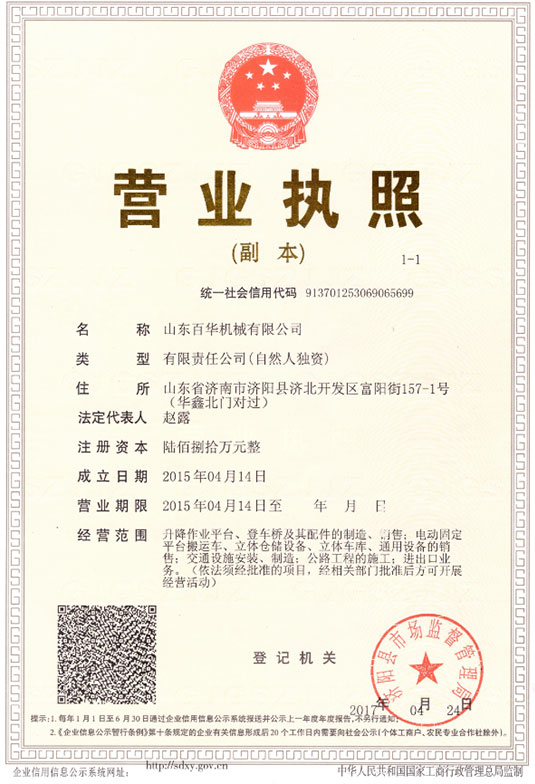 营业执照
(副 本)
1-1
统一社会信用代码 913701253069065699
名 称 山东百华机械有限公司
类 型 有限责任公司(自然人独资)
住 所 山东省济南市济阳县济北开发区富阳街157-1号
(华鑫北门对过)
法定代表人 赵露
注册资本 陆佰捌拾万元整
成立日期 2015年04月14日
营业期限 2015年04月14日至 年 月 日
经营范围 升降作业平台、登车桥及其配件的制造、销售;电动固定
平台搬运车、立体仓储设备、立体车库、通用设备的销
售;交通设施安装、制造;公路工程的施工;进出口业
务。(依法须经批准的项目,经相关部门批准后方可开展
经营活动)
登记机关
济阳县市场监督管理局
2017年 04月 24日
提示:1.每年1月1日至6月30日通过企业信用信息公示系统报送并公示上一年度年度报告,不另行通知;
2.《企业信息公示暂行条例》第十条规定的企业有关信息形成后20个工作日内需要向社会公示(个体工商户、农民专业合作社除外)。
企业信用信息公示系统网址: http://sdxy.gov.cn 中华人民共和国国家工商行政管理总局监制